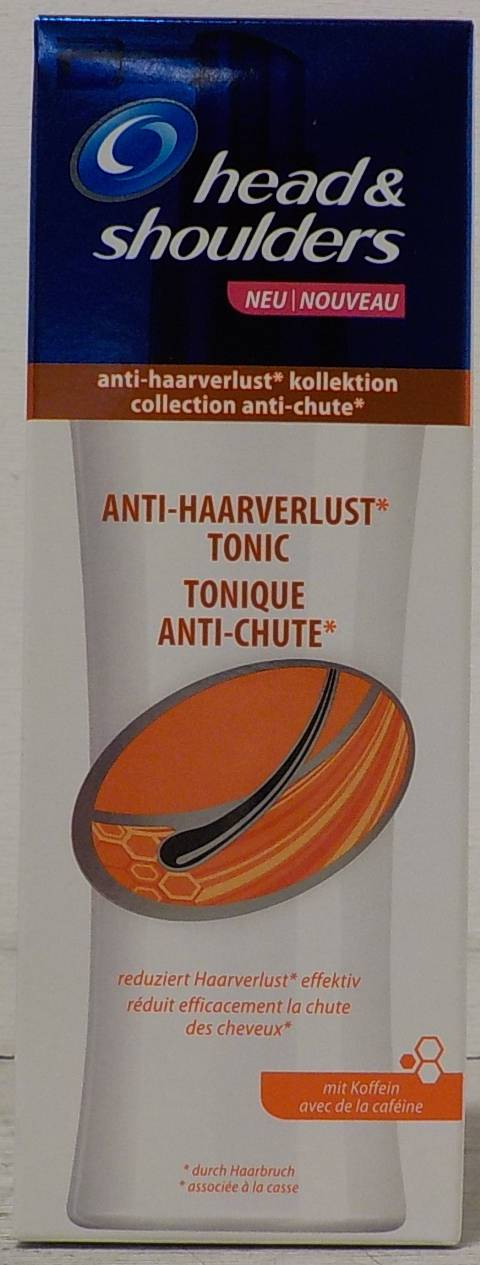 head &
shoulders
NEU | NOUVEAU
anti-haarverlust* kollektion
collection anti-chute*
ANTI-HAARVERLUST*
TONIC
TONIQUE
ANTI-CHUTE*
reduziert Haarverlust* effektiv
réduit efficacement la chute
des cheveux*
mit Koffein
avec de la caféine
* durch Haarbruch
* associée à la casse